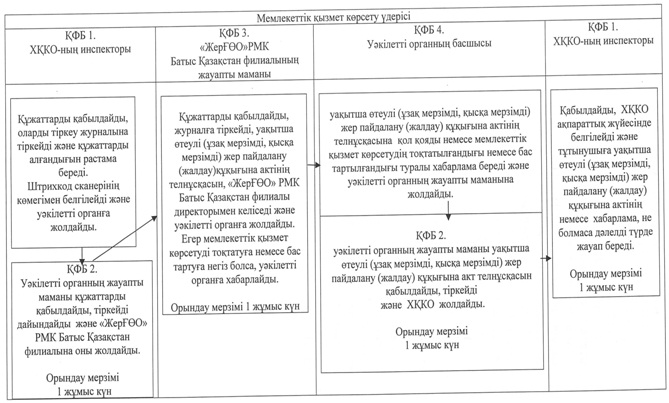 Мемлекеттік қызмет көрсету үдерісі
ҚФБ 1.
ХҚКО-ның инспекторы
ҚФБ 3.
«ЖерҒӨО»РМК
Батыс Қазақстан филиалының
жауапты маманы
ҚФБ 4.
Уәкілетті органның басшысы
ҚФБ 1.
ХҚКО-ның инспекторы
Құжаттарды қабылдайды,
оларды тіркеу журналына
тіркейді және құжаттарды
алғандығын растама
береді.
Штрихкод сканерінің
көмегімен белгілейді және
уәкілетті органға
жолдайды.
ҚФБ 2.
Уәкілетті органның жауапты
маманы құжаттарды
қабылдайды, тіркейді
дайындайды және «ЖерҒӨО»
РМК Батыс Қазақстан
филиалына оны жолдайды.
Орындау мерзімі
1 жұмыс күн
Құжаттарды қабылдайды,
журналға тіркейді, уақытша
өтеулі (ұзақ мерзімді, қысқа
мерзімді) жер пайдалану
(жалдау)құқығына актінің
телнұсқасын, «ЖерҒӨО» РМК
Батыс Қазақстан филиалы
директорымен келіседі және
уәкілетті органға жолдайды.
Егер мемлекеттік қызмет
көрсетуді тоқтатуға немесе бас
тартуға негіз болса, уәкілетті
органға хабарлайды.
Орындау мерзімі 1 жұмыс күн
уақытша өтеулі (ұзақ мерзімді, қысқа мерзімді)
жер пайдалану (жалдау) құқығына актінің
телнұсқасына қол қояды немесе мемлекеттік
қызмет көрсетудің тоқтатылғандығы немесе бас
тартылғандығы туралы хабарлама береді және
уәкілетті органның жауапты маманына
жолдайды.
ҚФБ 2.
уәкілетті органның жауапты маманы уақытша
өтеулі (ұзақ мерзімді, қысқа мерзімді) жер
пайдалану (жалдау) құқығына акт телнұсқасын
қабылдайды, тіркейді
және ХҚКО жолдайды.
Орындау мерзімі
1 жұмыс күн
Қабылдайды, ХҚКО
ақпараттық жүйесінде
белгілейді және
тұтынушыға уақытша
өтеулі (ұзақ мерзімді,
қысқа мерзімді) жер
пайдалану (жалдау)
құқығына актінің
немесе хабарлама, не
болмаса дәлелді түрде
жауап береді.
Орындау мерзімі
1 жұмыс күн